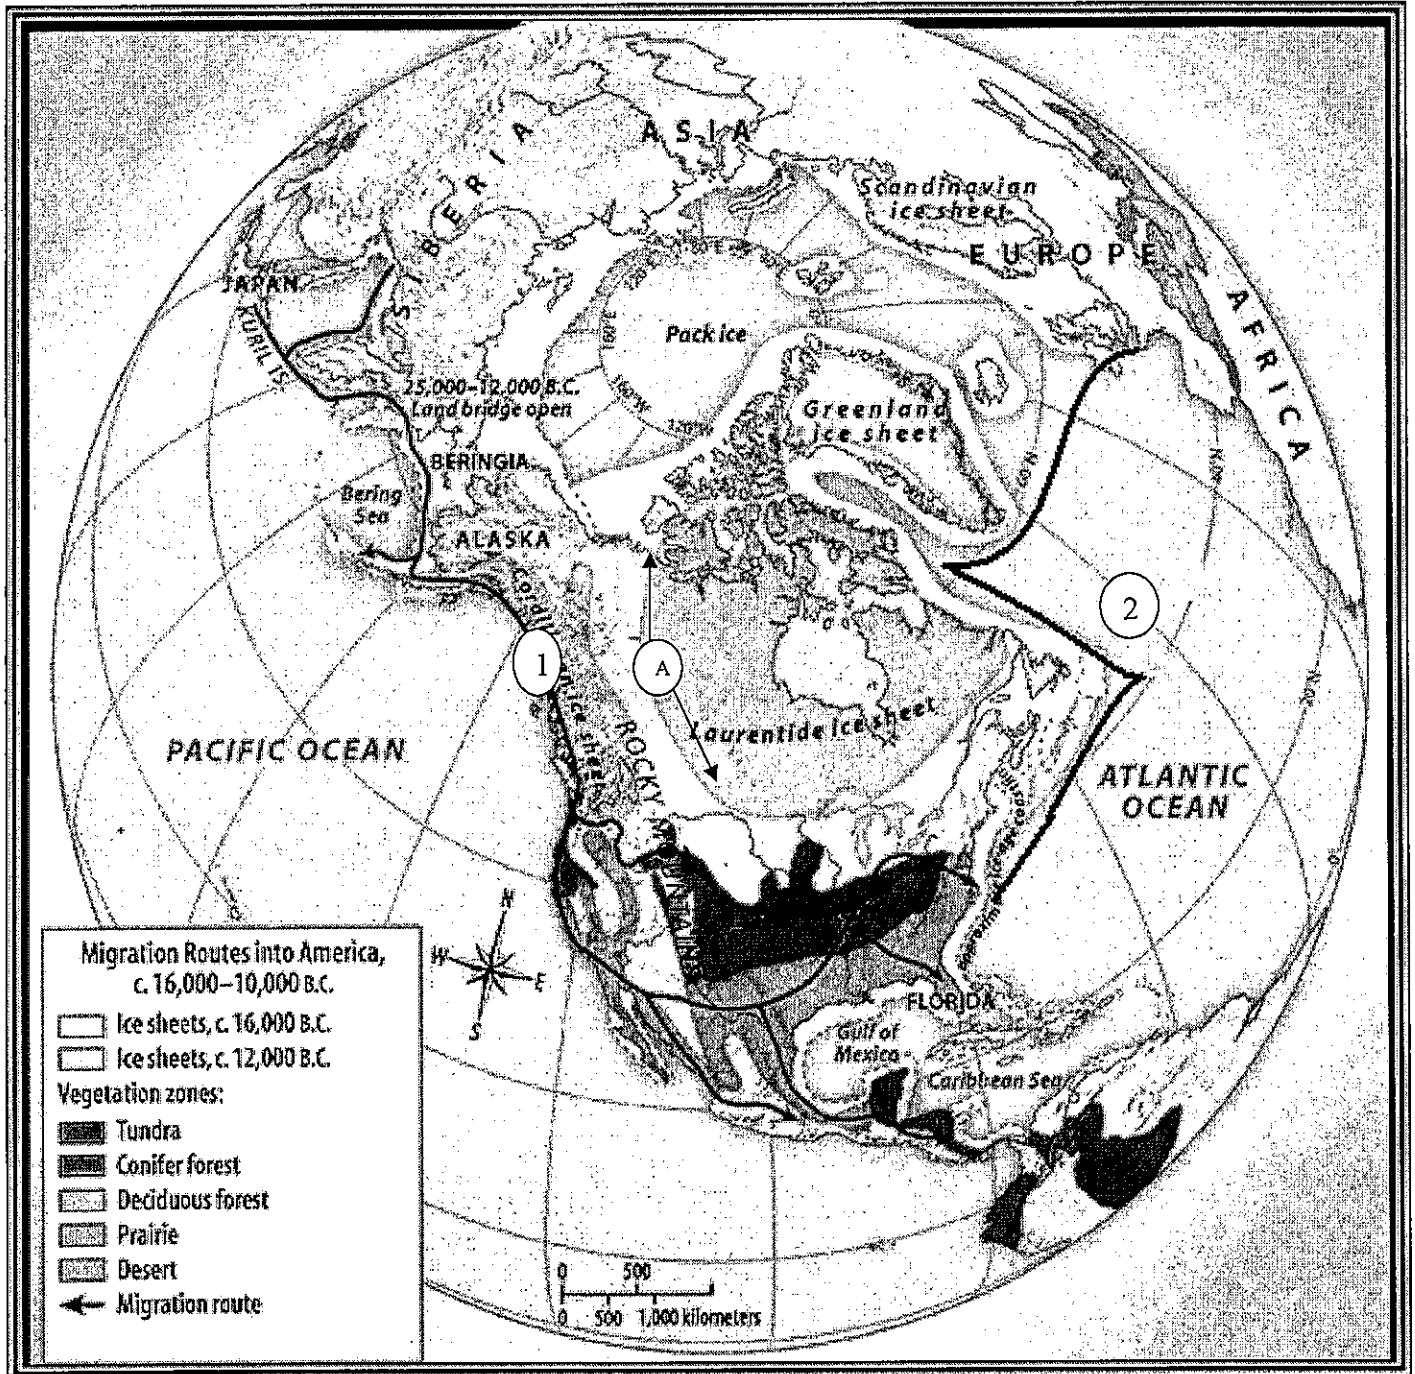 ASIA
SIBERIA
Scandinavian
ice sheet
EUROPE
AFRICA
JAPAN
KURIL IS.
160°E
Pack ice
160°W
25,000–12,000 B.C.
Land bridge open
Greenland
ice sheet
60°N
BERINGIA
Bering
Sea
ALASKA
1
A
2
Laurentide ice sheet
ROCKY MOUNTAINS
PACIFIC OCEAN
ATLANTIC
OCEAN
N
W
E
S
FLORIDA
Gulf of
Mexico
Caribbean Sea
Migration Routes into America,
c. 16,000–10,000 B.C.
Ice sheets, c. 16,000 B.C.
Ice sheets, c. 12,000 B.C.
Vegetation zones:
Tundra
Conifer forest
Deciduous forest
Prairie
Desert
Migration route
0 500
0 500 1,000 kilometers